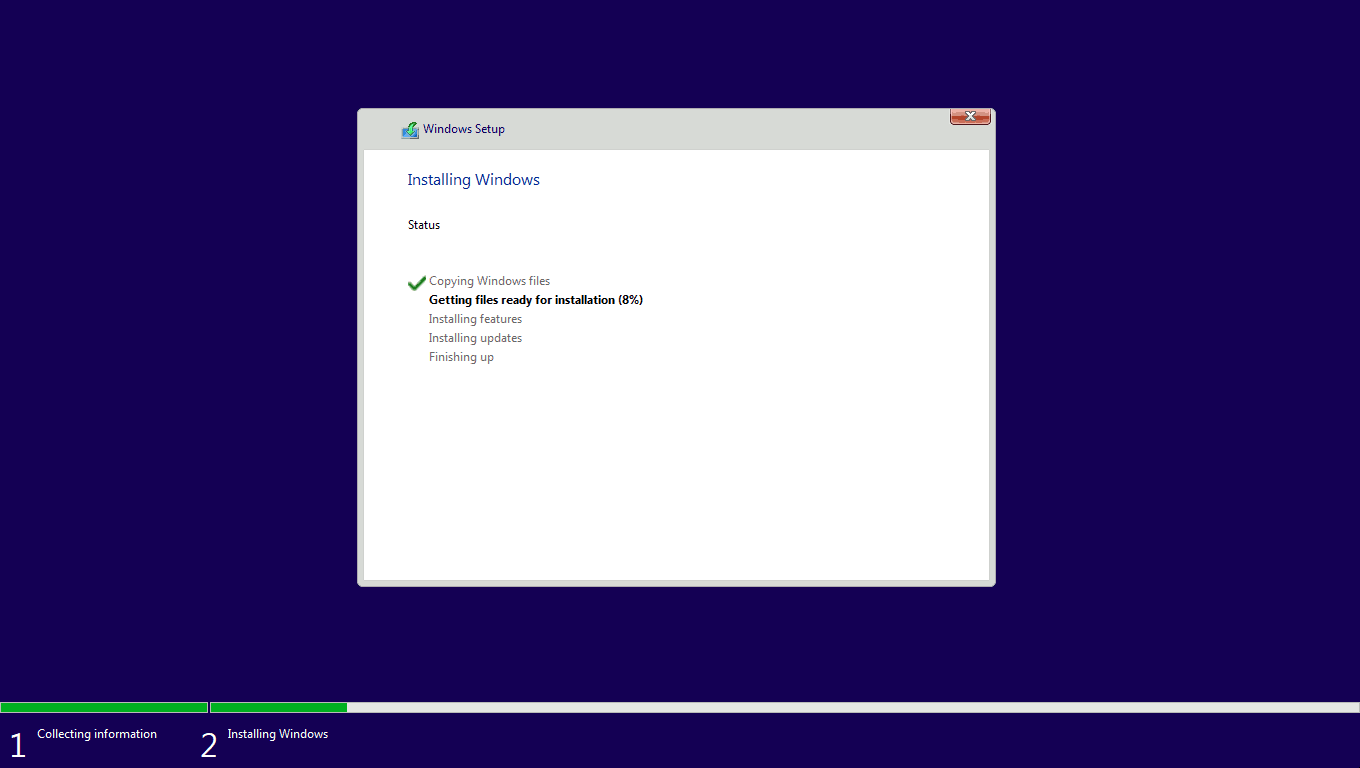 Windows Setup
Installing Windows
Status
Copying Windows files
Getting files ready for installation (8%)
Installing features
Installing updates
Finishing up
1 Collecting information 2 Installing Windows